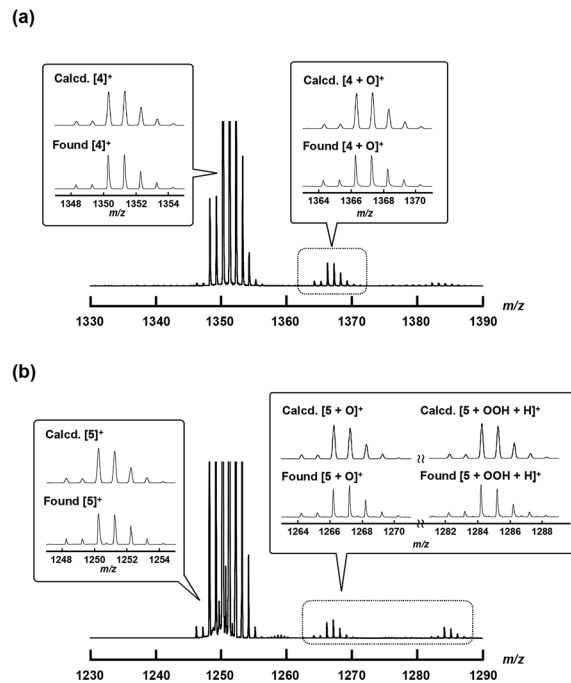 (a)
Calcd. [4]⁺
Found [4]⁺
1348 1350 1352 1354
m/z
Calcd. [4 + O]⁺
Found [4 + O]⁺
1364 1366 1368 1370
m/z
1330 1340 1350 1360 1370 1380 1390
m/z
(b)
Calcd. [5]⁺
Found [5]⁺
1248 1250 1252 1254
m/z
Calcd. [5 + O]⁺ Calcd. [5 + OOH + H]⁺
Found [5 + O]⁺ Found [5 + OOH + H]⁺
1264 1266 1268 1270 1282 1284 1286 1288
m/z
1230 1240 1250 1260 1270 1280 1290
m/z